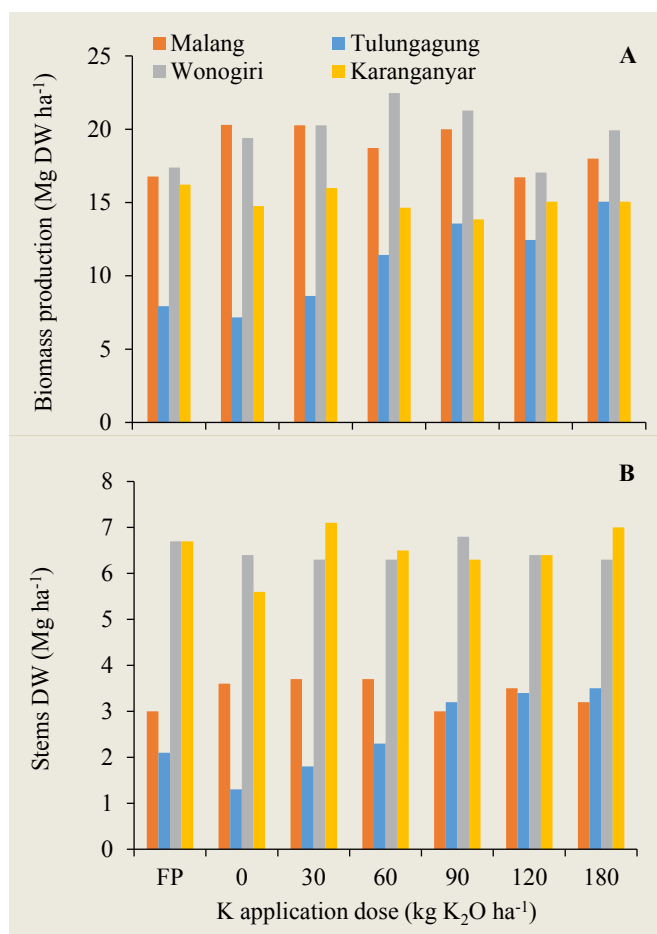 Malang Tulungagung
Wonogiri Karanganyar
A
25
20
15
10
5
0
Biomass production (Mg DW ha⁻¹)
B
8
7
6
5
4
3
2
1
0
Stems DW (Mg ha⁻¹)
FP 0 30 60 90 120 180
K application dose (kg K₂O ha⁻¹)